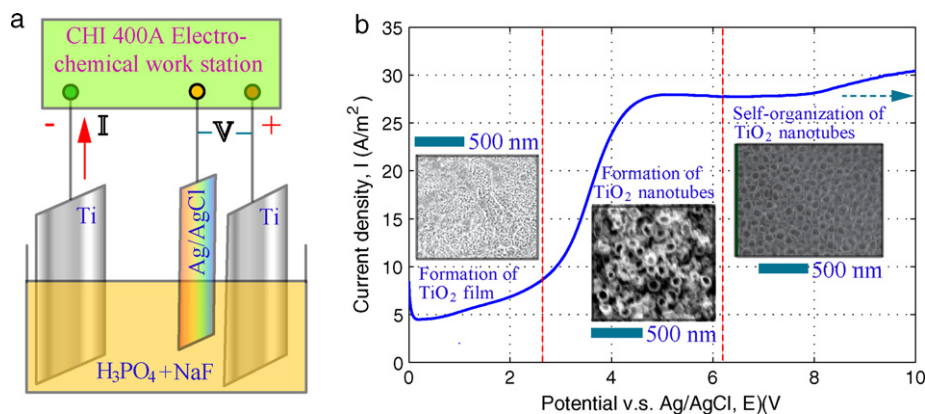 a
CHI 400A Electro-
chemical work station
- I V +
Ti
Ag/AgCl
Ti
H₃PO₄+NaF
b
Current density, I (A/m²)
35
30
25
20
15
10
5
0
500 nm
Formation of
TiO₂ film
Formation of
TiO₂ nanotubes
500 nm
Self-organization of
TiO₂ nanotubes
500 nm
0 2 4 6 8 10
Potential v.s. Ag/AgCl, E)(V